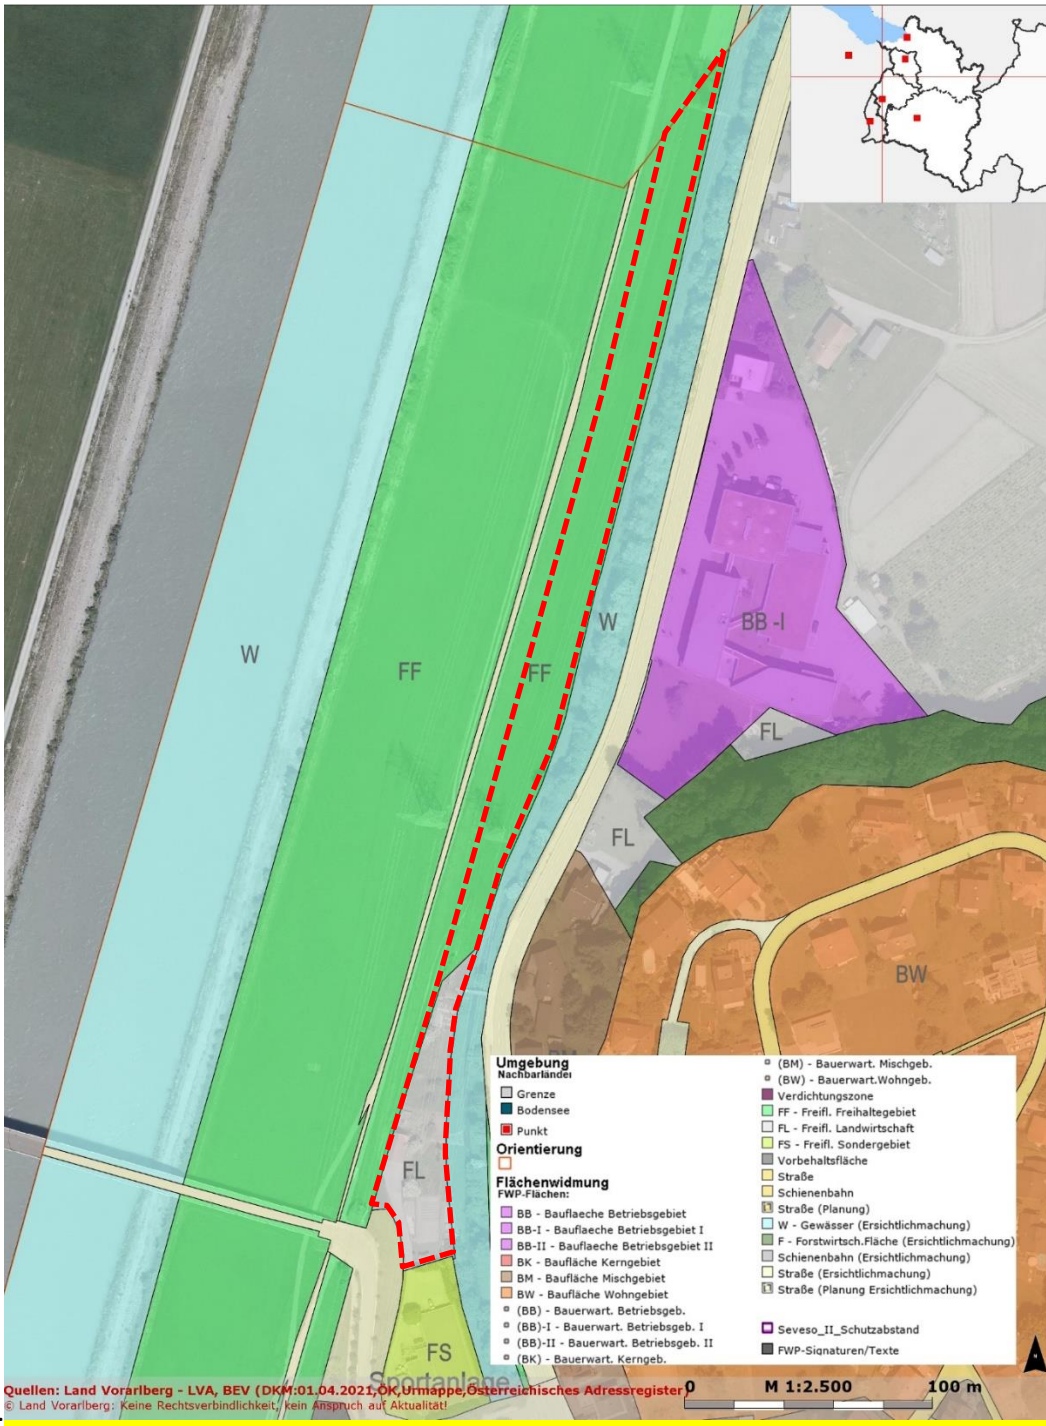 W
FF
FF
W
BB -I
FL
FL
BW
FL
FS
Sportanlage
Umgebung
Nachbarländer
Grenze
Bodensee
Punkt
Orientierung
Flächenwidmung
FWP-Flächen:
BB - Bauflaeche Betriebsgebiet
BB-I - Bauflaeche Betriebsgebiet I
BB-II - Bauflaeche Betriebsgebiet II
BK - Baufläche Kerngebiet
BM - Baufläche Mischgebiet
BW - Baufläche Wohngebiet
(BB) - Bauerwart. Betriebsgeb.
(BB)-I - Bauerwart. Betriebsgeb. I
(BB)-II - Bauerwart. Betriebsgeb. II
(BK) - Bauerwart. Kerngeb.
(BM) - Bauerwart. Mischgeb.
(BW) - Bauerwart.Wohngeb.
Verdichtungszone
FF - Freifl. Freihaltegebiet
FL - Freifl. Landwirtschaft
FS - Freifl. Sondergebiet
Vorbehaltsfläche
Straße
Schienenbahn
Straße (Planung)
W - Gewässer (Ersichtlichmachung)
F - Forstwirtsch.Fläche (Ersichtlichmachung)
Schienenbahn (Ersichtlichmachung)
Straße (Ersichtlichmachung)
Straße (Planung Ersichtlichmachung)
Seveso_II_Schutzabstand
FWP-Signaturen/Texte
Quellen: Land Vorarlberg - LVA, BEV (DKM:01.04.2021,ÖK,Urmappe,Österreichisches Adressregister)
© Land Vorarlberg: Keine Rechtsverbindlichkeit, kein Anspruch auf Aktualität!
0 M 1:2.500 100 m